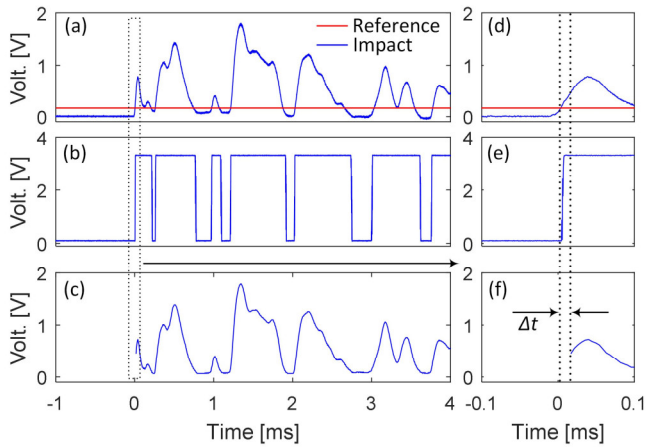 (a)
Reference
Impact
(d)
Volt. [V]
2
1
0
2
1
0
(b)
(e)
Volt. [V]
4
2
0
4
2
0
(c)
(f)
Δt
Volt. [V]
2
1
0
2
1
0
-1 0 1 2 3 4
-0.1 0 0.1
Time [ms]
Time [ms]